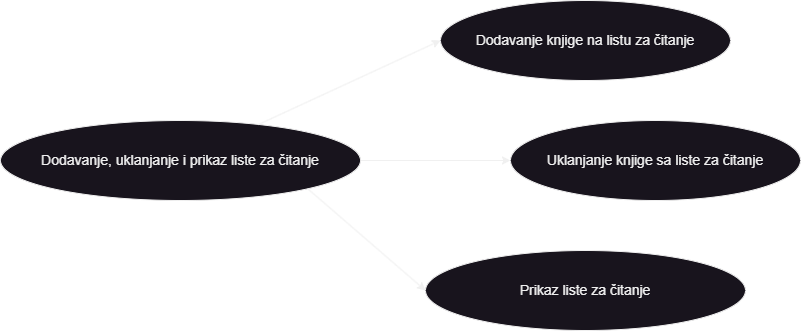 Dodavanje knjige na listu za čitanje
Dodavanje, uklanjanje i prikaz liste za čitanje
Uklanjanje knjige sa liste za čitanje
Prikaz liste za čitanje